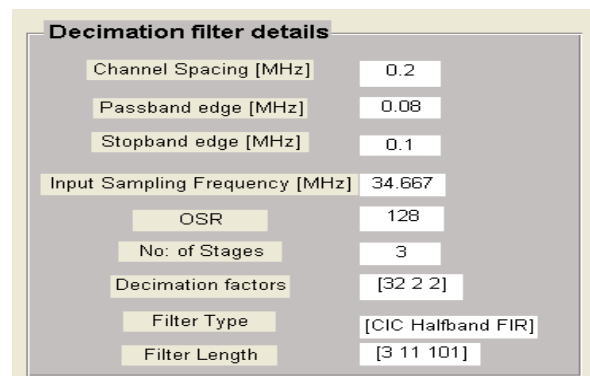 Decimation filter details
Channel Spacing [MHz] 0.2
Passband edge [MHz] 0.08
Stopband edge [MHz] 0.1
Input Sampling Frequency [MHz] 34.667
OSR 128
No: of Stages 3
Decimation factors [32 2 2]
Filter Type [CIC Halfband FIR]
Filter Length [3 11 101]